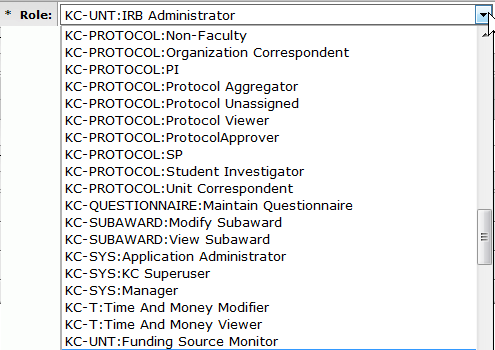 * Role: KC-UNT:IRB Administrator
KC-PROTOCOL:Non-Faculty
KC-PROTOCOL:Organization Correspondent
KC-PROTOCOL:PI
KC-PROTOCOL:Protocol Aggregator
KC-PROTOCOL:Protocol Unassigned
KC-PROTOCOL:Protocol Viewer
KC-PROTOCOL:ProtocolApprover
KC-PROTOCOL:SP
KC-PROTOCOL:Student Investigator
KC-PROTOCOL:Unit Correspondent
KC-QUESTIONNAIRE:Maintain Questionnaire
KC-SUBAWARD:Modify Subaward
KC-SUBAWARD:View Subaward
KC-SYS:Application Administrator
KC-SYS:KC Superuser
KC-SYS:Manager
KC-T:Time And Money Modifier
KC-T:Time And Money Viewer
KC-UNT:Funding Source Monitor